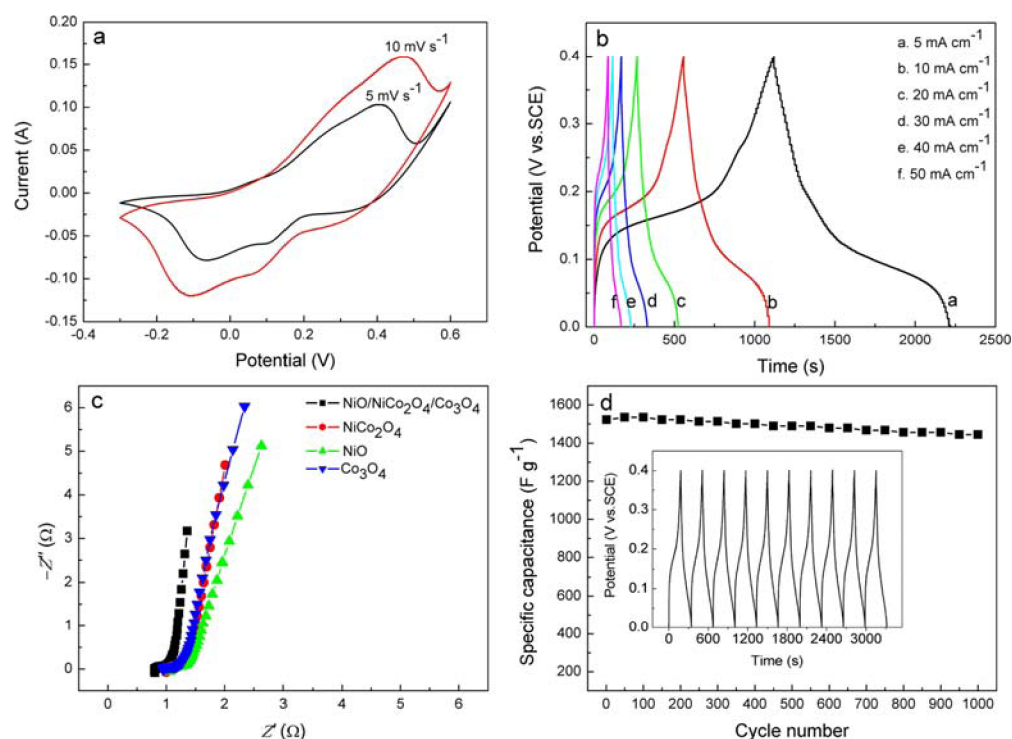 a
10 mV s⁻¹
5 mV s⁻¹
0.20
0.15
0.10
0.05
0.00
-0.05
-0.10
-0.15
Current (A)
-0.4 -0.2 0.0 0.2 0.4 0.6
Potential (V)
b
a. 5 mA cm⁻¹
b. 10 mA cm⁻¹
c. 20 mA cm⁻¹
d. 30 mA cm⁻¹
e. 40 mA cm⁻¹
f. 50 mA cm⁻¹
0.4
0.3
0.2
0.1
0.0
Potential (V vs.SCE)
f e d c b a
0 500 1000 1500 2000 2500
Time (s)
c
NiO/NiCo₂O₄/Co₃O₄
NiCo₂O₄
NiO
Co₃O₄
6
5
4
3
2
1
0
-Z'' (Ω)
0 1 2 3 4 5 6
Z' (Ω)
d
1600
1400
1200
1000
800
600
400
200
Specific capacitance (F g⁻¹)
0.4
0.3
0.2
0.1
0.0
Potential (V vs.SCE)
0 600 1200 1800 2400 3000
Time (s)
0 100 200 300 400 500 600 700 800 900 1000
Cycle number